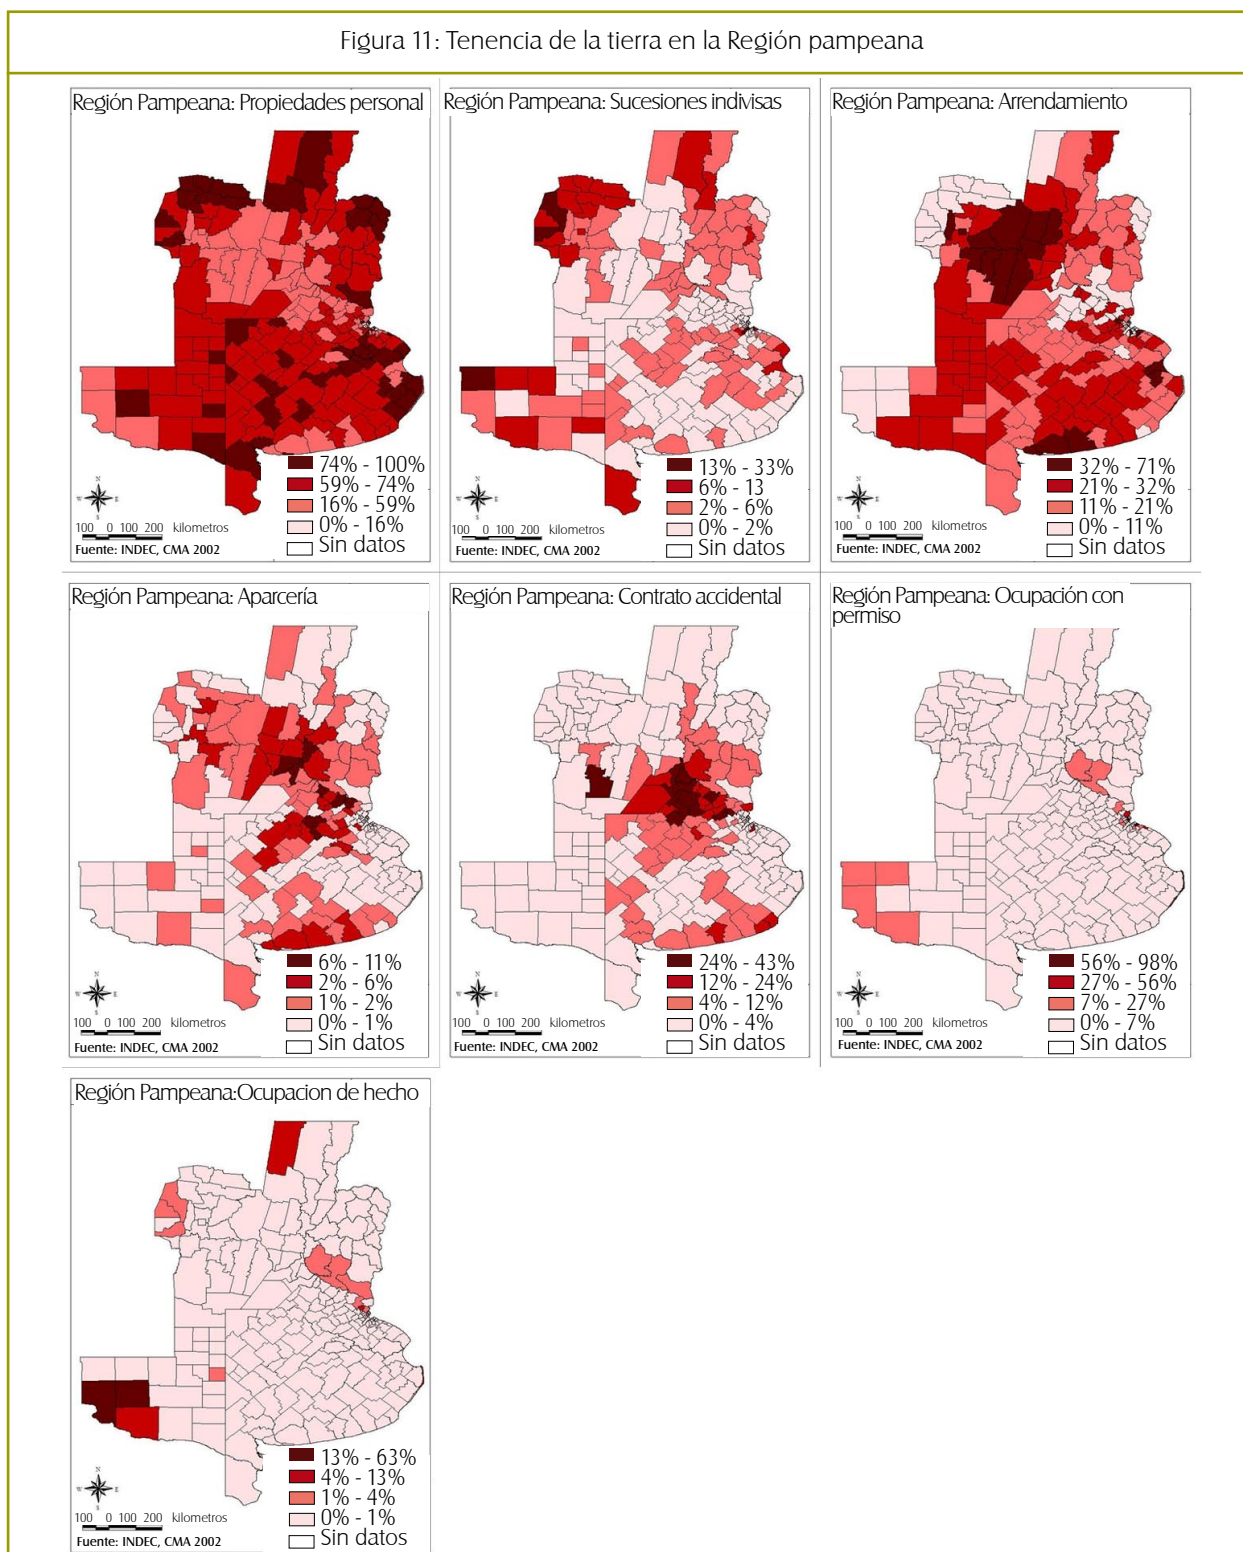 Figura 11: Tenencia de la tierra en la Región pampeana
Región Pampeana: Propiedades personal
N
W E
S
100 0 100 200 kilometros
Fuente: INDEC, CMA 2002
74% - 100%
59% - 74%
16% - 59%
0% - 16%
Sin datos
Región Pampeana: Sucesiones indivisas
N
W E
S
100 0 100 200 kilometros
Fuente: INDEC, CMA 2002
13% - 33%
6% - 13
2% - 6%
0% - 2%
Sin datos
Región Pampeana: Arrendamiento
N
W E
S
100 0 100 200 kilometros
Fuente: INDEC, CMA 2002
32% - 71%
21% - 32%
11% - 21%
0% - 11%
Sin datos
Región Pampeana: Aparcería
N
W E
S
100 0 100 200 kilometros
Fuente: INDEC, CMA 2002
6% - 11%
2% - 6%
1% - 2%
0% - 1%
Sin datos
Región Pampeana: Contrato accidental
N
W E
S
100 0 100 200 kilometros
Fuente: INDEC, CMA 2002
24% - 43%
12% - 24%
4% - 12%
0% - 4%
Sin datos
Región Pampeana: Ocupación con
permiso
N
W E
S
100 0 100 200 kilometros
Fuente: INDEC, CMA 2002
56% - 98%
27% - 56%
7% - 27%
0% - 7%
Sin datos
Región Pampeana:Ocupacion de hecho
N
W E
S
100 0 100 200 kilometros
Fuente: INDEC, CMA 2002
13% - 63%
4% - 13%
1% - 4%
0% - 1%
Sin datos